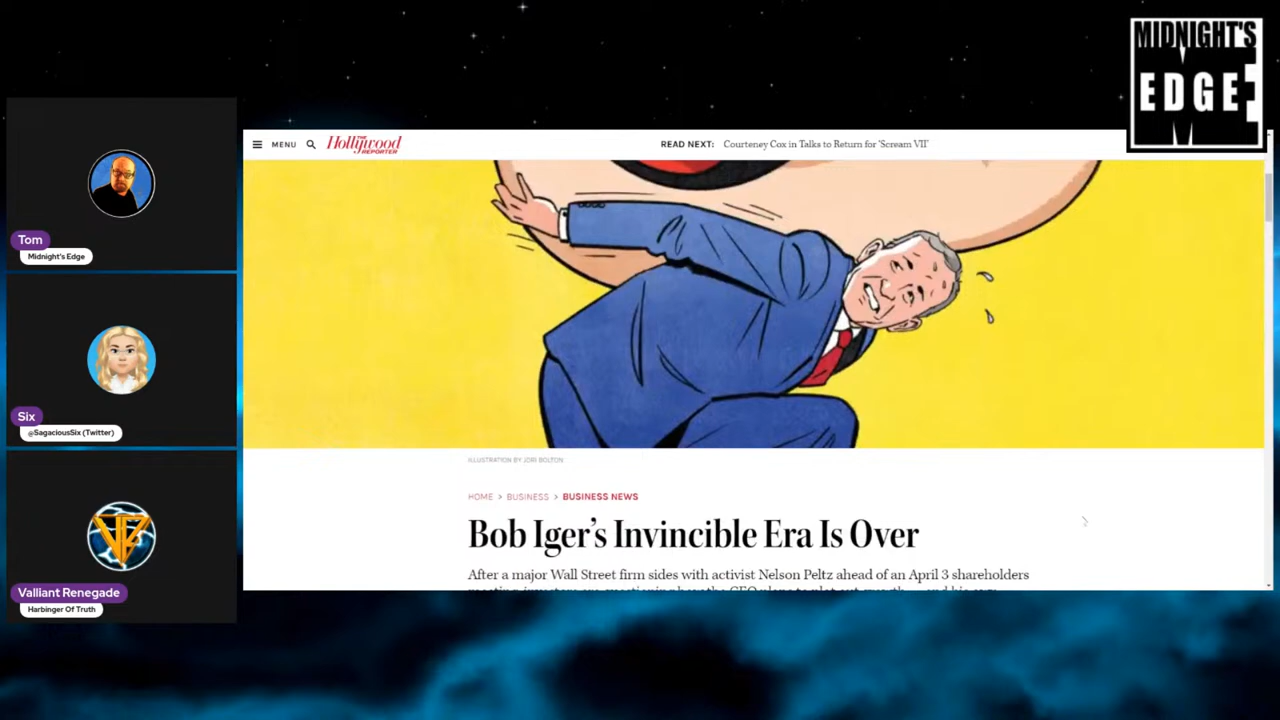 MIDNIGHT'S
EDGE
MENU
The Hollywood
REPORTER
READ NEXT: Courteney Cox in Talks to Return for 'Scream VII'
Tom
Midnight's Edge
Six
@SagaciousSix (Twitter)
VR
Valliant Renegade
Harbinger Of Truth
ILLUSTRATION BY JORI BOLTON
HOME > BUSINESS > BUSINESS NEWS
Bob Iger’s Invincible Era Is Over
After a major Wall Street firm sides with activist Nelson Peltz ahead of an April 3 shareholders